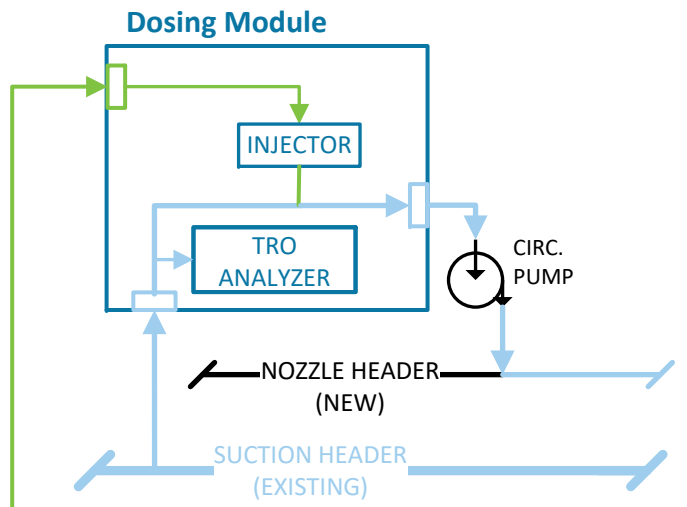 Dosing Module
INJECTOR
TRO
ANALYZER
CIRC.
PUMP
NOZZLE HEADER
(NEW)
SUCTION HEADER
(EXISTING)